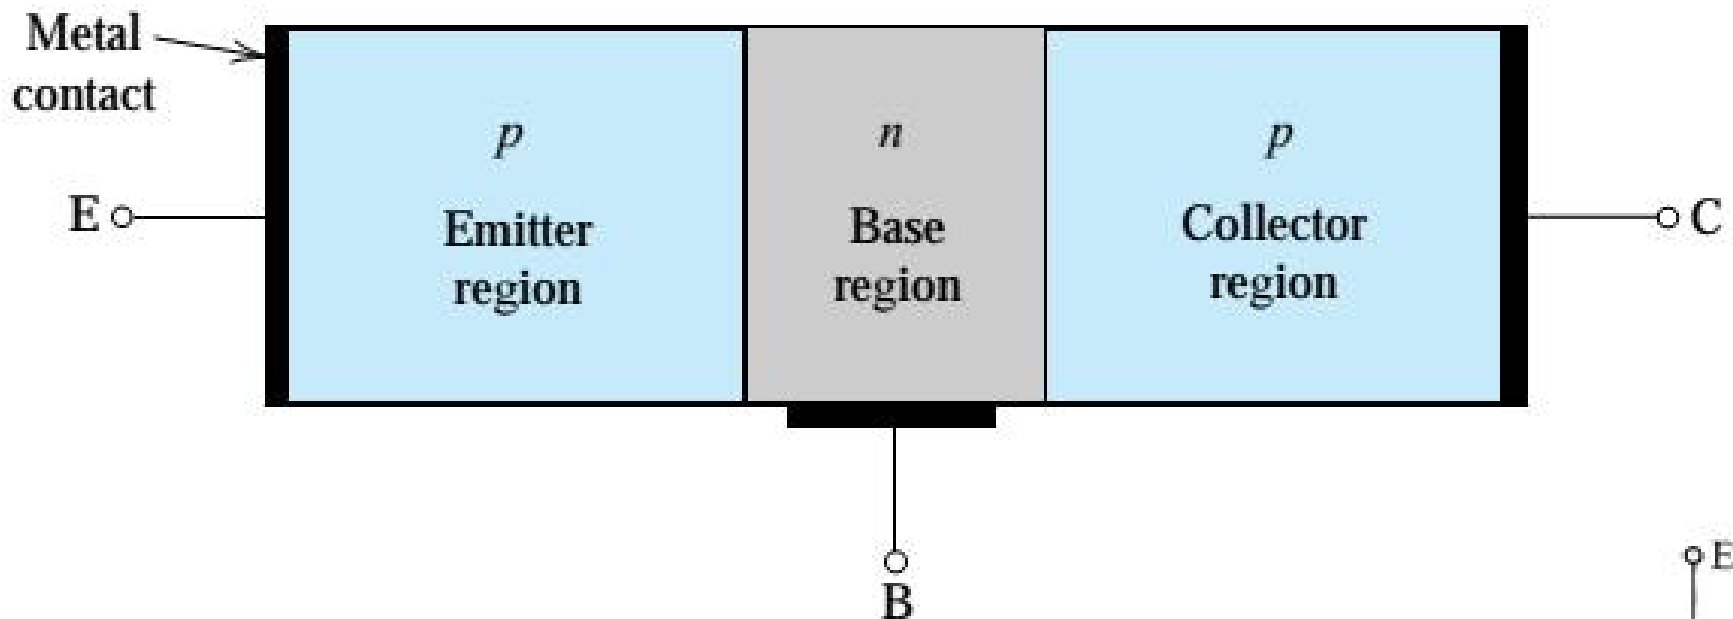 Metal
contact
p
n
p
E
Emitter
region
Base
region
Collector
region
C
B
E